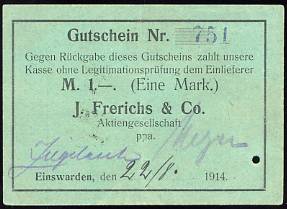 Gutschein Nr. 751
Gegen Rückgabe dieses Gutscheins zahlt unsere
Kasse ohne Legitimationsprüfung dem Einlieferer
M. 1.—. (Eine Mark.)
J. Frerichs & Co.
Aktiengesellschaft
ppa.
Einswarden, den 22/8. 1914.